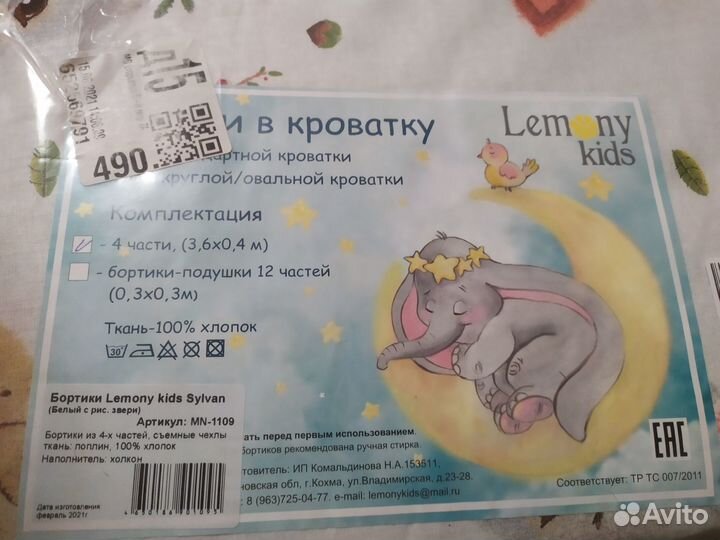 Д15
490
и в кроватку
Lemony
kids
дартной кроватки
круглой/овальной кроватки
Комплектация
- 4 части, (3,6х0,4 м)
- бортики-подушки 12 частей
(0,3х0,3м)
Ткань-100% хлопок
30
Бортики Lemony kids Sylvan
(Белый с рис. звери)
Артикул: MN-1109
Бортики из 4-х частей, съемные чехлы
ткань: поплин, 100% хлопок
Наполнитель: холкон
Дата изготовления
февраль 2021г
ать перед первым использованием.
бортиков рекомендована ручная стирка.
отовитель: ИП Комальдинова Н.А.153511,
новская обл, г.Кохма, ул.Владимирская, д.23-28.
8 (963)725-04-77. e-mail: lemonykids@mail.ru
EAC
Соответствует: ТР ТС 007/2011
Avito